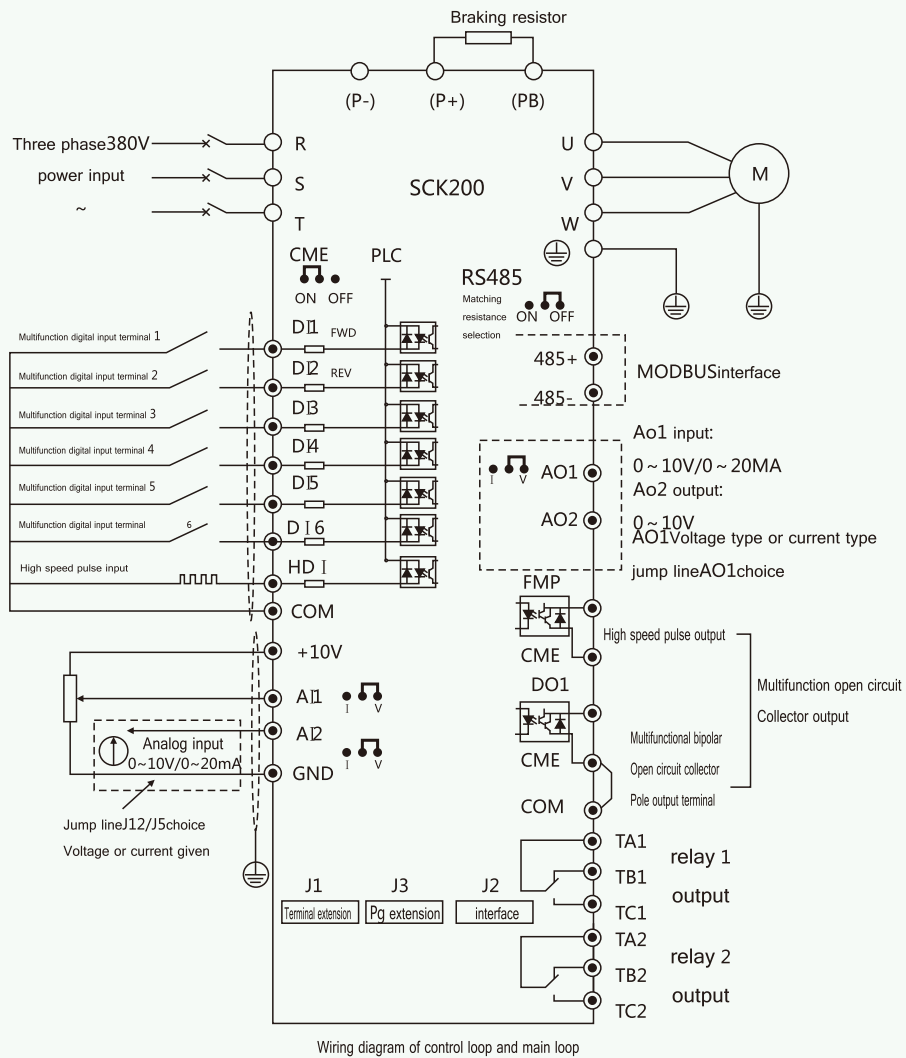 Braking resistor
(P-)
(P+)
(PB)
Three phase380V
power input
~
R
S
T
SCK200
U
V
W
M
CME
ON OFF
PLC
RS485
Matching
resistance
selection
ON OFF
485+
485-
MODBUSinterface
Multifunction digital input terminal 1
DI1 FWD
Multifunction digital input terminal 2
DI2 REV
Multifunction digital input terminal 3
DI3
Multifunction digital input terminal 4
DI4
Multifunction digital input terminal 5
DI5
Multifunction digital input terminal 6
DI6
High speed pulse input
HDI
COM
I V
AO1
AO2
Ao1 input:
0~10V/0~20MA
Ao2 output:
0~10V
AO1Voltage type or current type
jump lineAO1choice
FMP
CME
High speed pulse output
DO1
CME
COM
Multifunctional bipolar
Open circuit collector
Pole output terminal
Multifunction open circuit
Collector output
+10V
AI1
I V
AI2
I V
GND
Analog input
0~10V/0~20mA
Jump lineJ12/J5choice
Voltage or current given
TA1
TB1
TC1
relay 1
output
TA2
TB2
TC2
relay 2
output
J1
Terminal extension
J3
Pg extension
J2
interface
Wiring diagram of control loop and main loop